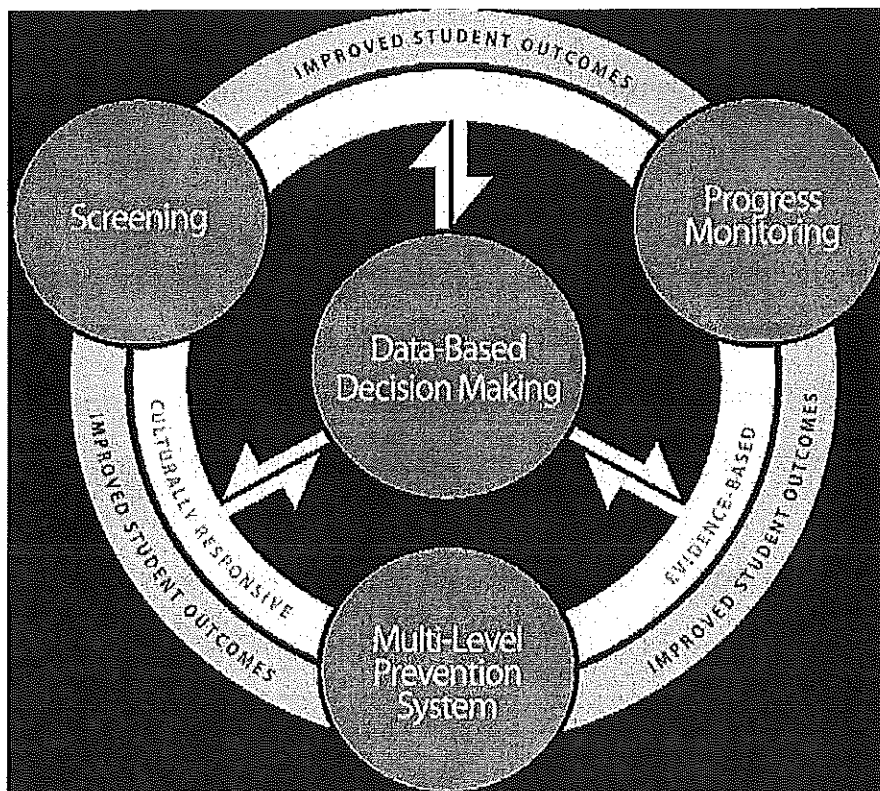 IMPROVED STUDENT OUTCOMES
Screening
Progress
Monitoring
Data-Based
Decision Making
IMPROVED STUDENT OUTCOMES
CULTURALLY RESPONSIVE
EVIDENCE-BASED
IMPROVED STUDENT OUTCOMES
Multi-Level
Prevention
System